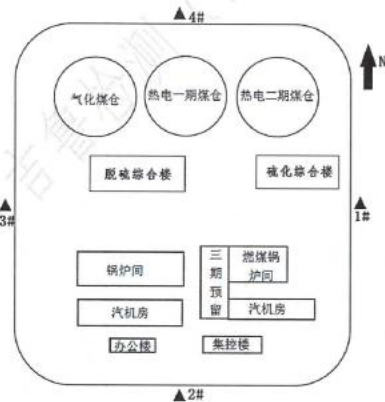 ▲4#
N
气化煤仓
热电一期煤仓
热电二期煤仓
脱硫综合楼
硫化综合楼
▲3#
▲1#
锅炉间
三期预留
燃煤锅
炉间
汽机房
汽机房
办公楼
集控楼
▲2#